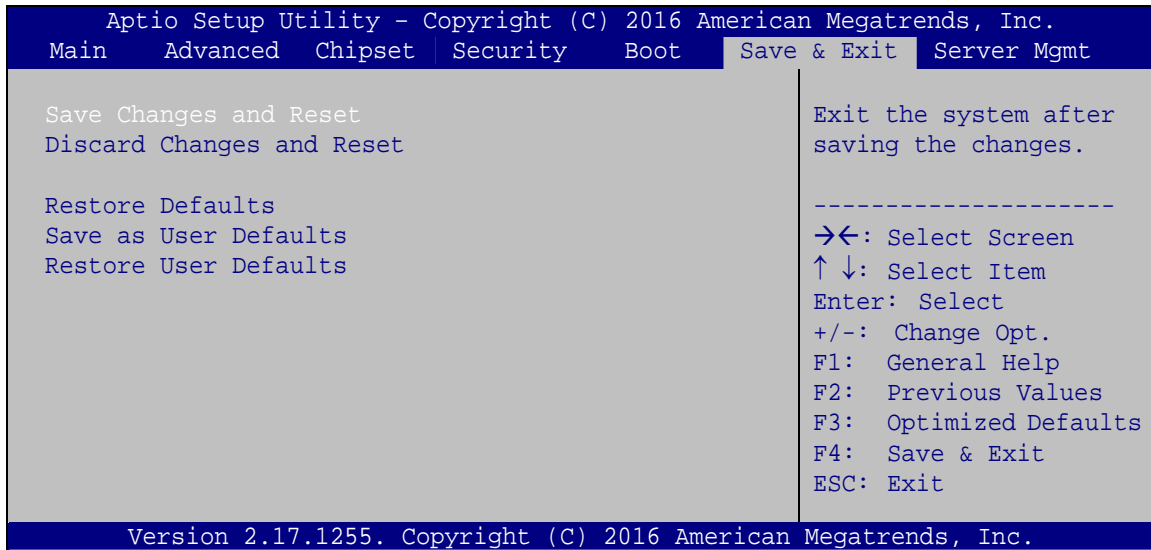 Aptio Setup Utility – Copyright (C) 2016 American Megatrends, Inc.
Main Advanced Chipset Security Boot Save & Exit Server Mgmt
Save Changes and Reset
Discard Changes and Reset
Restore Defaults
Save as User Defaults
Restore User Defaults
Exit the system after
saving the changes.
---------------------
→←: Select Screen
↑ ↓: Select Item
Enter: Select
+/-: Change Opt.
F1: General Help
F2: Previous Values
F3: Optimized Defaults
F4: Save & Exit
ESC: Exit
Version 2.17.1255. Copyright (C) 2016 American Megatrends, Inc.